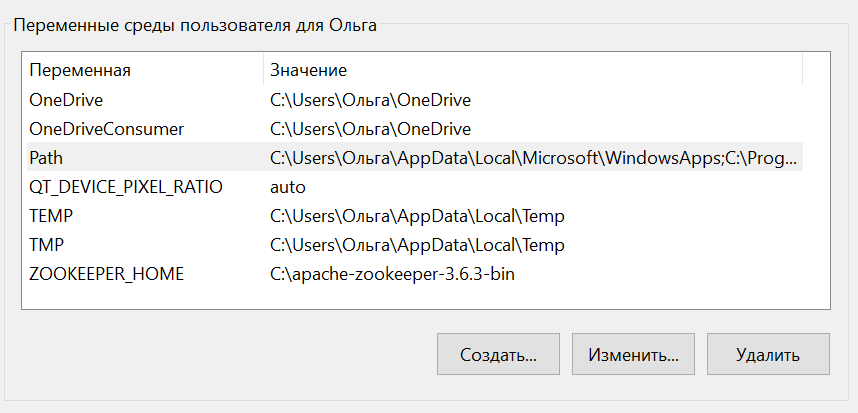 Переменные среды пользователя для Ольга
Переменная Значение
OneDrive C:\Users\Ольга\OneDrive
OneDriveConsumer C:\Users\Ольга\OneDrive
Path C:\Users\Ольга\AppData\Local\Microsoft\WindowsApps;C:\Prog...
QT_DEVICE_PIXEL_RATIO auto
TEMP C:\Users\Ольга\AppData\Local\Temp
TMP C:\Users\Ольга\AppData\Local\Temp
ZOOKEEPER_HOME C:\apache-zookeeper-3.6.3-bin
Создать... Изменить... Удалить